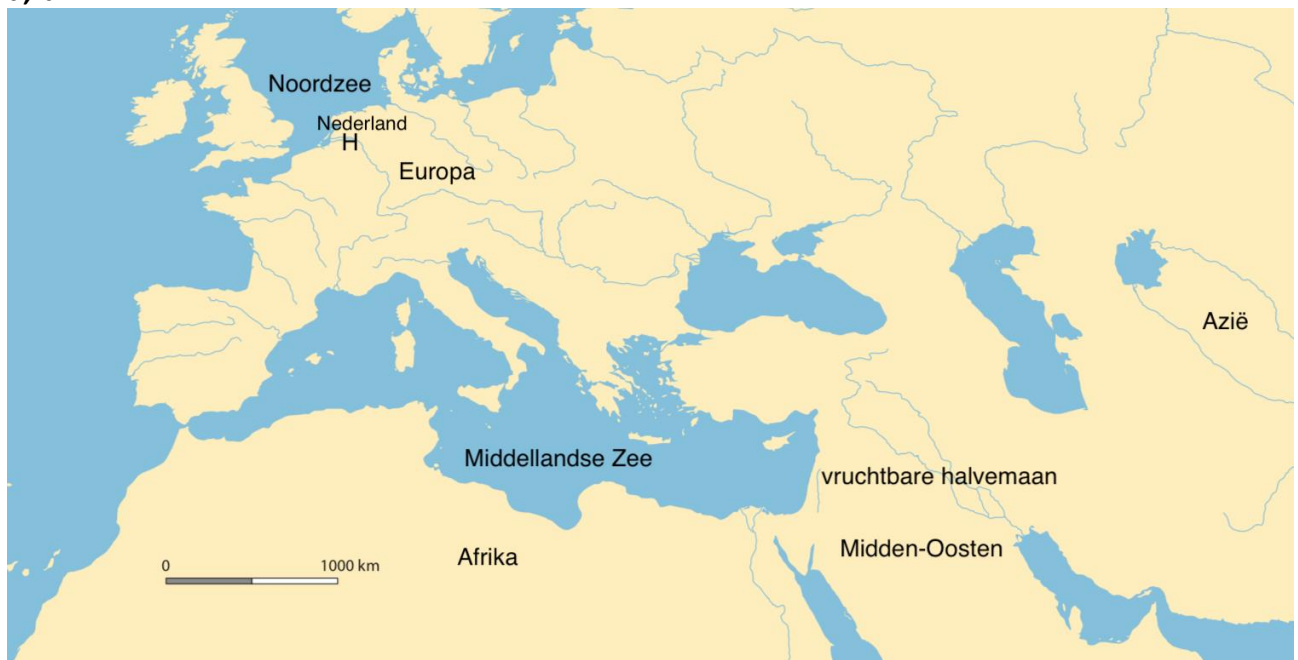 Noordzee
Nederland
H
Europa
Azië
Middellandse Zee
vruchtbare halvemaan
Midden-Oosten
Afrika
0 1000 km